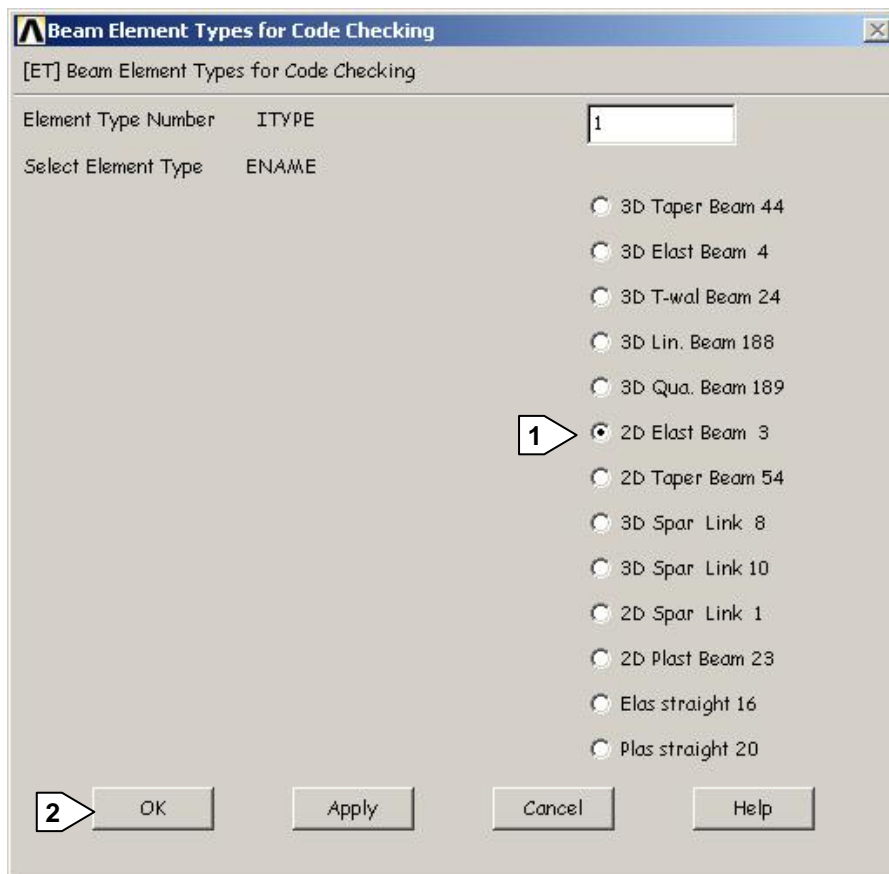 Beam Element Types for Code Checking
[ET] Beam Element Types for Code Checking
Element Type Number ITYPE 1
Select Element Type ENAME
3D Taper Beam 44
3D Elast Beam 4
3D T-wal Beam 24
3D Lin. Beam 188
3D Qua. Beam 189
1 2D Elast Beam 3
2D Taper Beam 54
3D Spar Link 8
3D Spar Link 10
2D Spar Link 1
2D Plast Beam 23
Elas straight 16
Plas straight 20
2 OK Apply Cancel Help